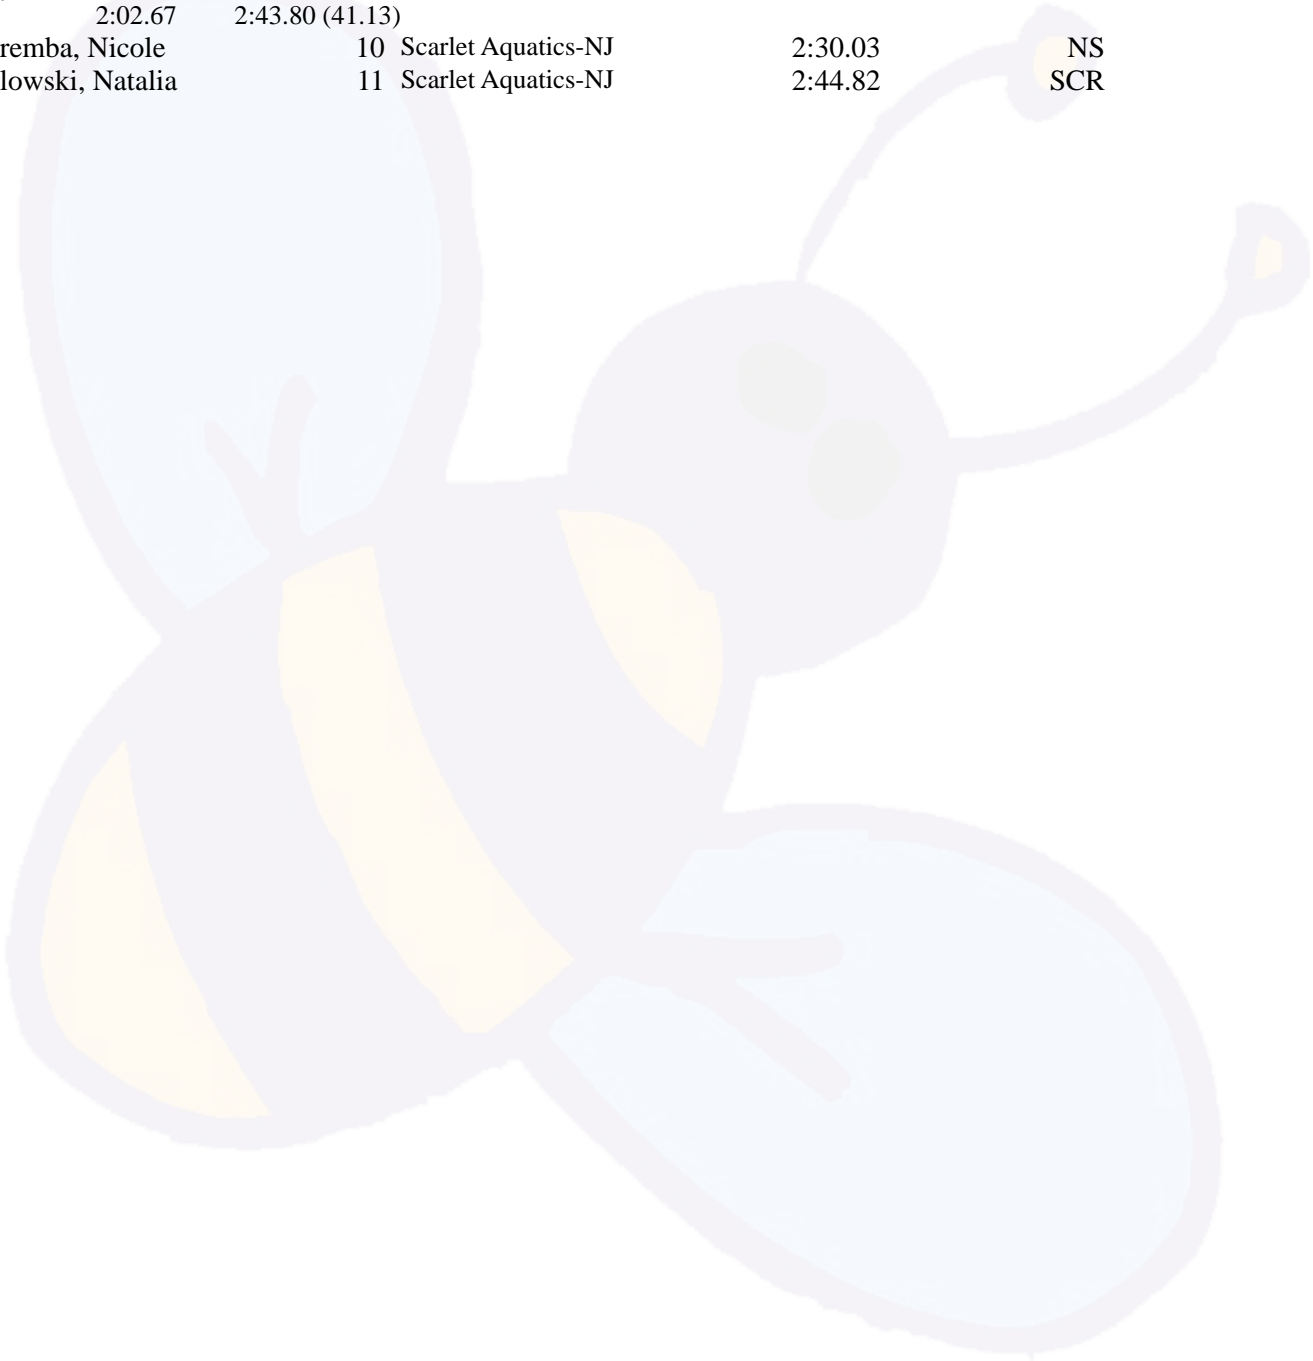 2:02.67 2:43.80 (41.13)
remba, Nicole 10 Scarlet Aquatics-NJ 2:30.03 NS
lowski, Natalia 11 Scarlet Aquatics-NJ 2:44.82 SCR